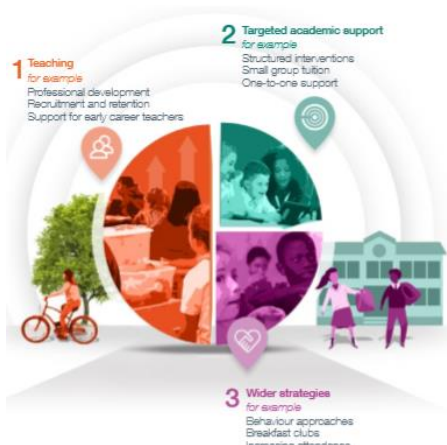 1 Teaching
for example
Professional development
Recruitment and retention
Support for early career teachers
2 Targeted academic support
for example
Structured interventions
Small group tuition
One-to-one support
3 Wider strategies
for example
Behaviour approaches
Breakfast clubs
Increasing attendance